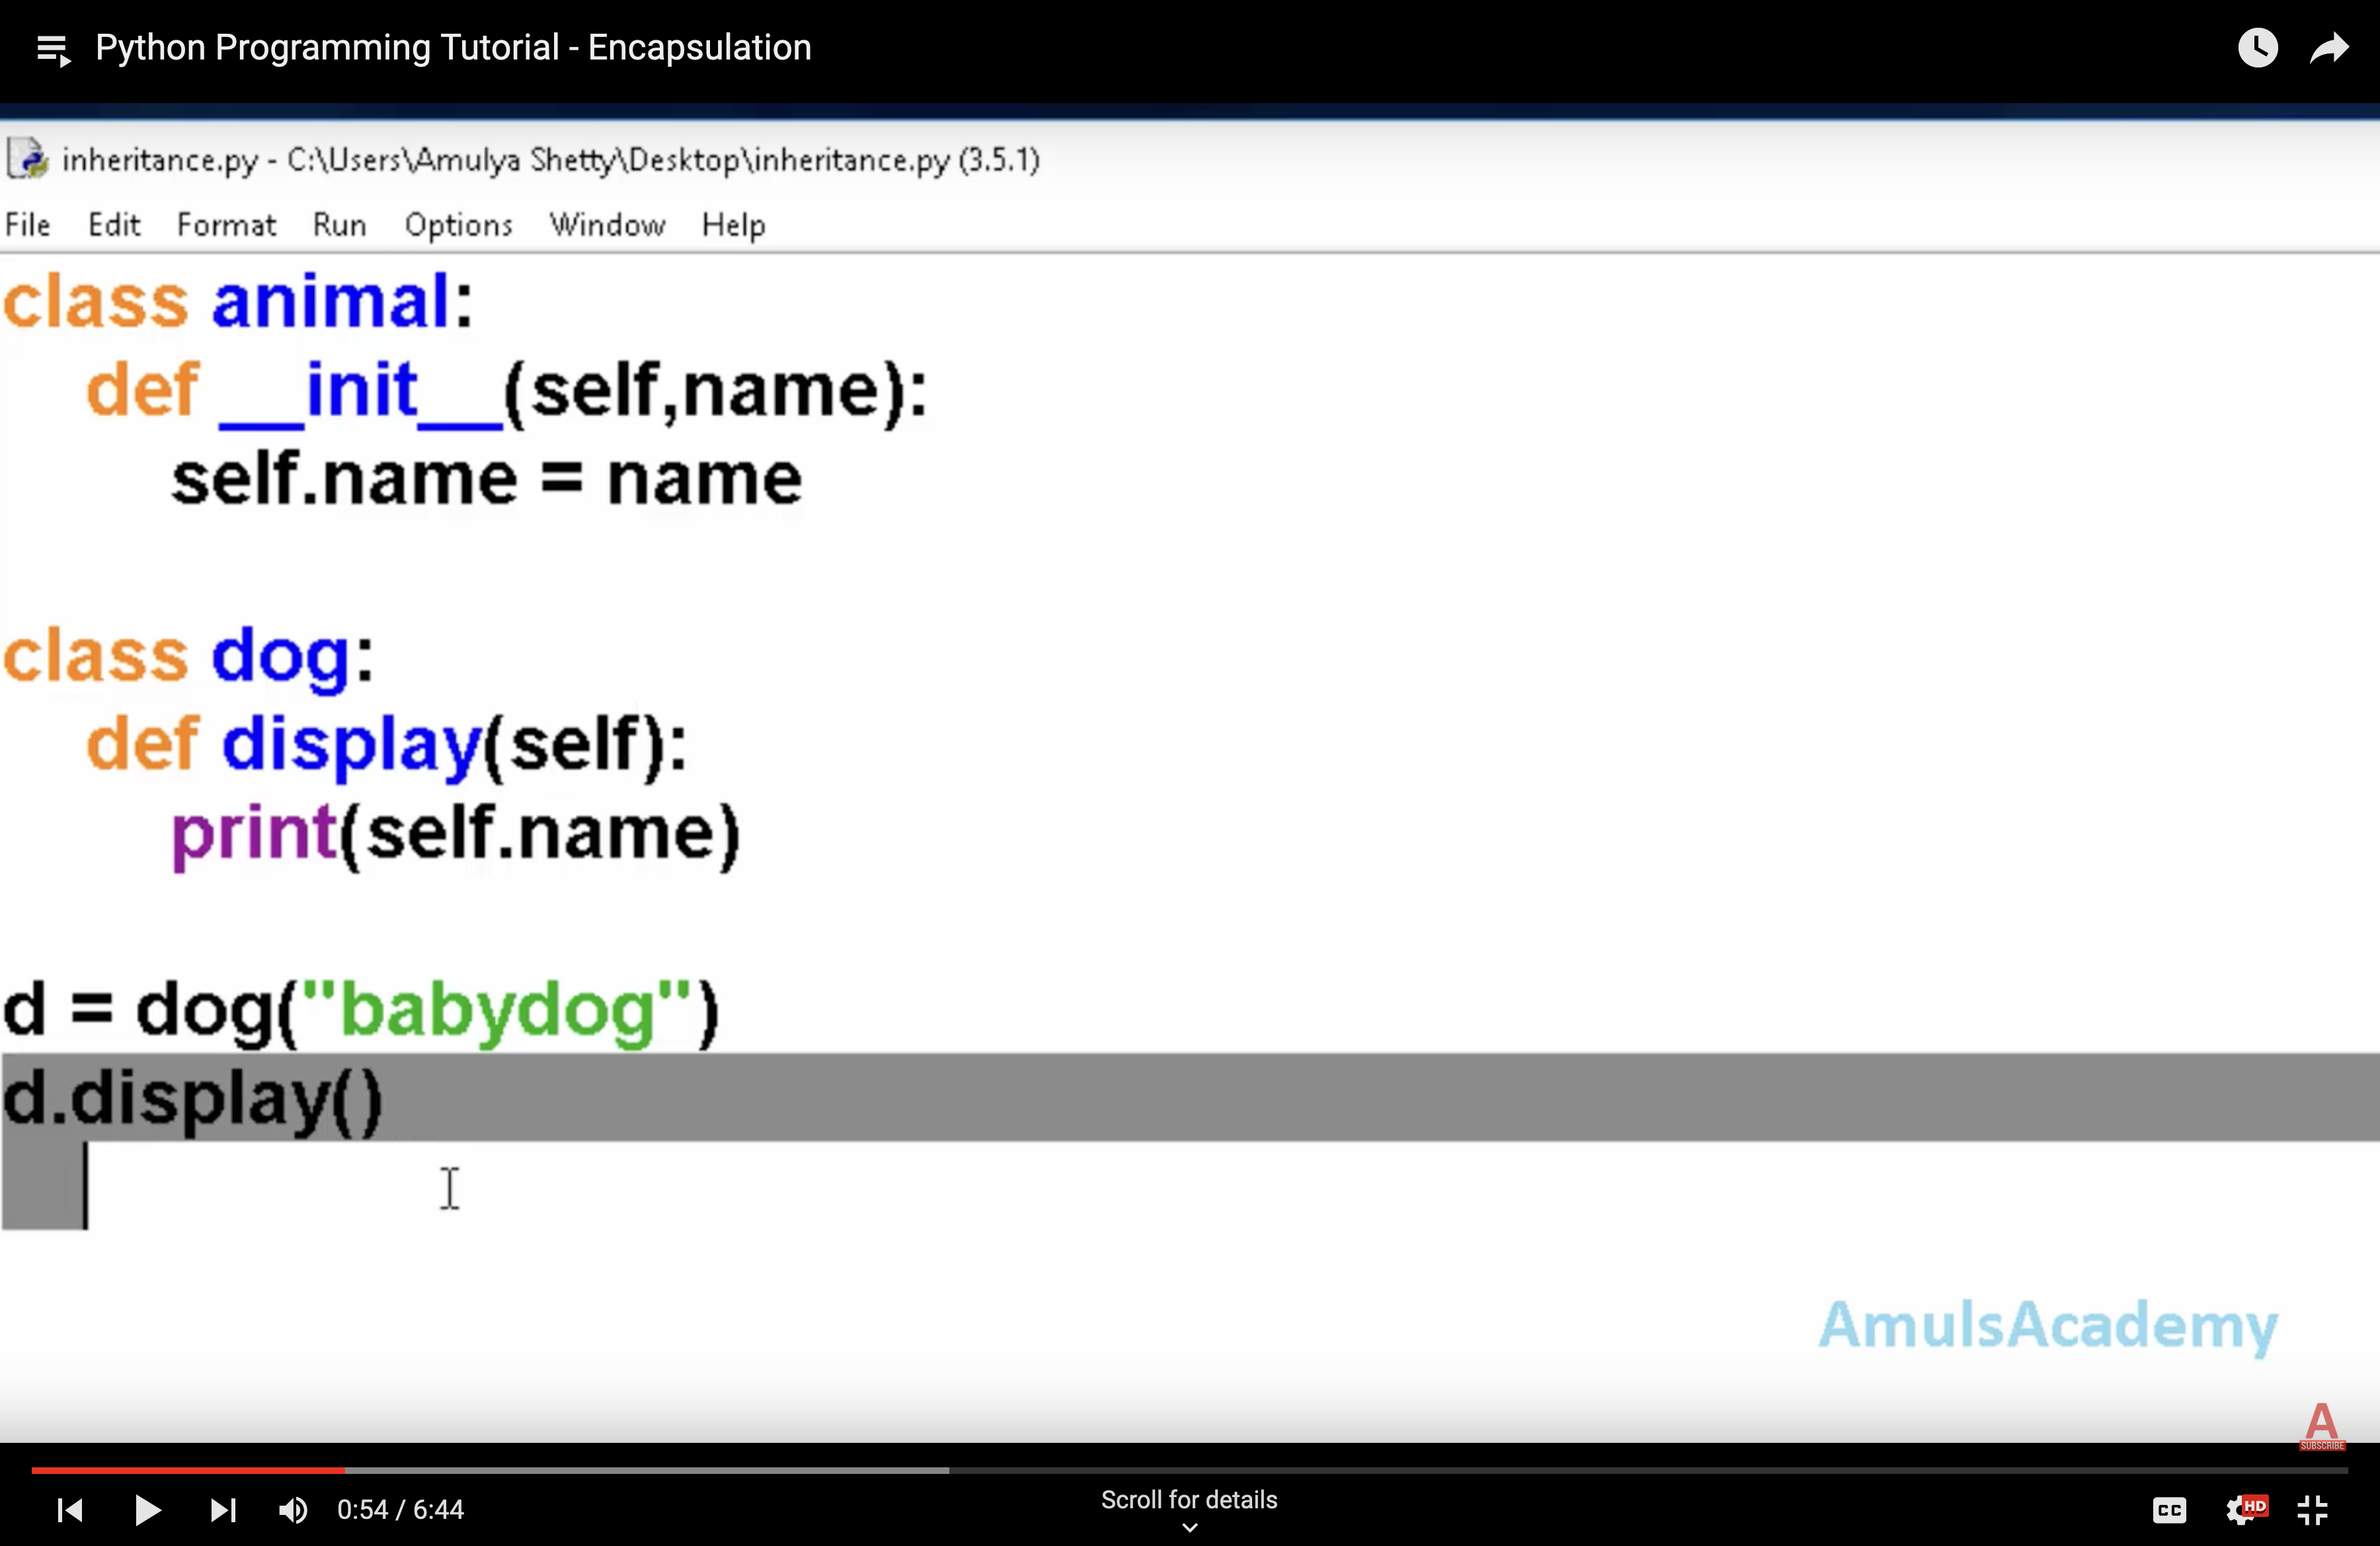 Python Programming Tutorial - Encapsulation
inheritance.py - C:\Users\Amulya Shetty\Desktop\inheritance.py (3.5.1)
File Edit Format Run Options Window Help
class animal:
    def __init__(self,name):
        self.name = name
class dog:
    def display(self):
        print(self.name)
d = dog("babydog")
d.display()
AmulsAcademy
A
SUBSCRIBE
0:54 / 6:44
Scroll for details
CC
HD